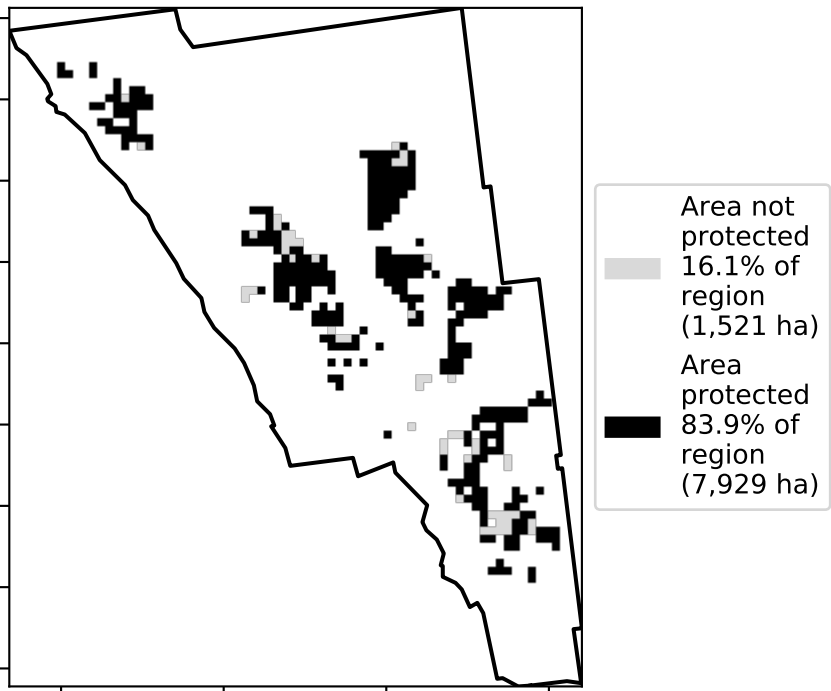 Area not
protected
16.1% of
region
(1,521 ha)
Area
protected
83.9% of
region
(7,929 ha)